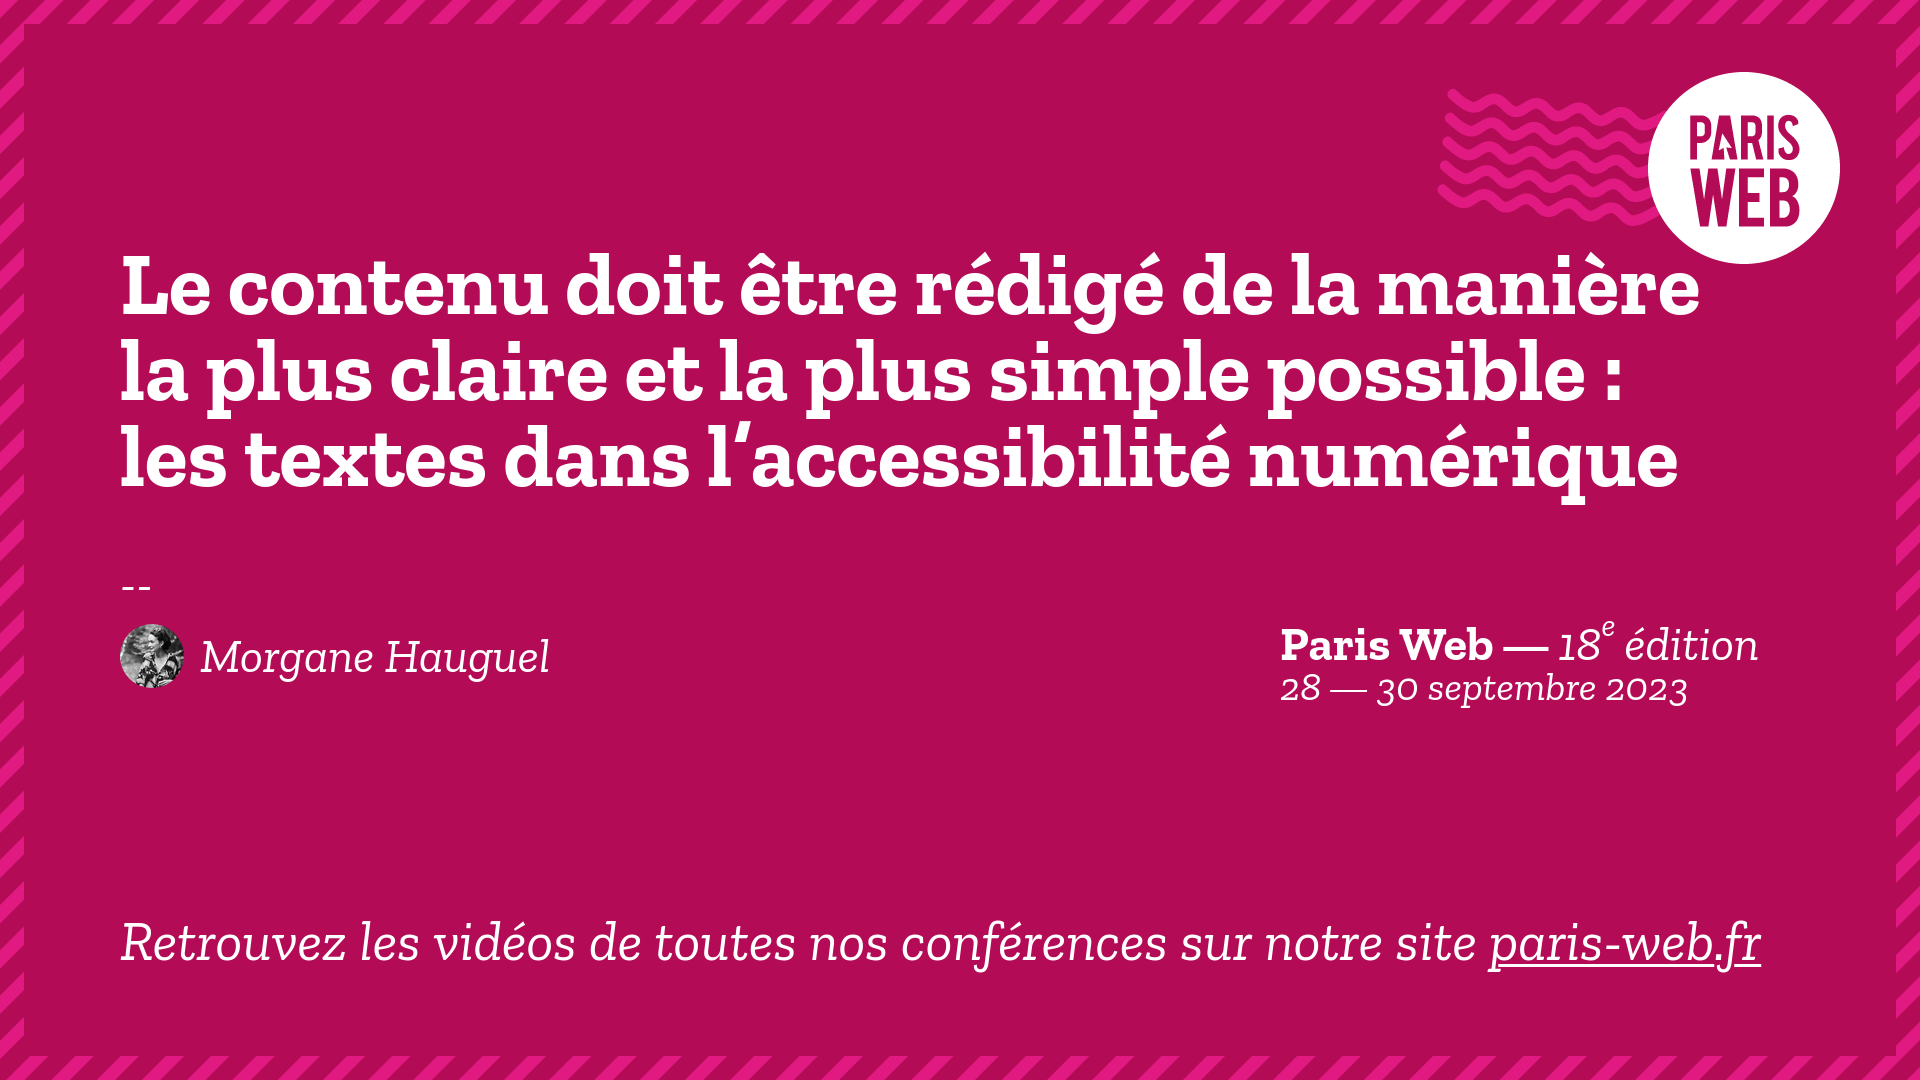 PARIS
WEB
Le contenu doit être rédigé de la manière
la plus claire et la plus simple possible :
les textes dans l’accessibilité numérique
--
Morgane Hauguel
Paris Web — 18e édition
28 — 30 septembre 2023
Retrouvez les vidéos de toutes nos conférences sur notre site paris-web.fr